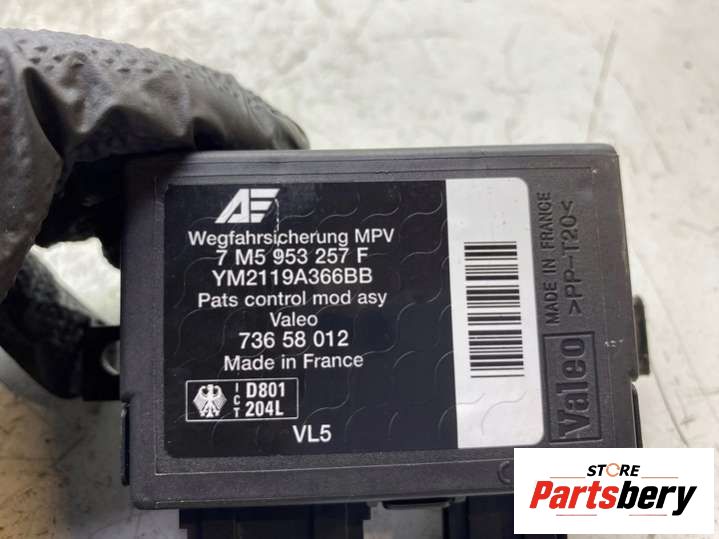 AE
Wegfahrsicherung MPV
7 M5 953 257 F
YM2119A366BB
Pats control mod asy
Valeo
736 58 012
Made in France
ICT D801
204L
VL5
MADE IN FRANCE
>PP-T20<
Valeo
STORE
Partsbery